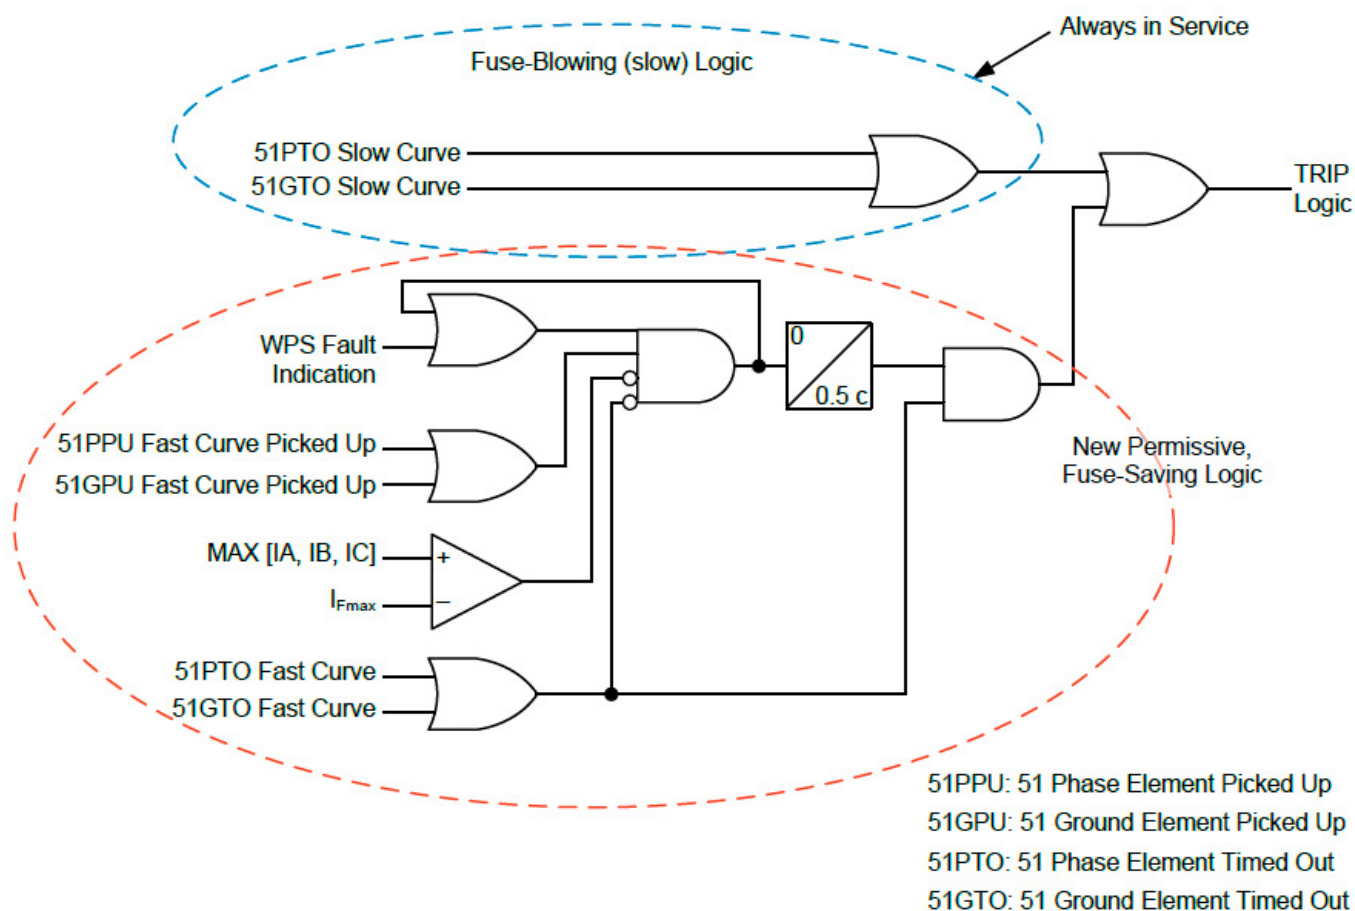 Always in Service
Fuse-Blowing (slow) Logic
51PTO Slow Curve
51GTO Slow Curve
TRIP
Logic
WPS Fault
Indication
0
0.5 c
51PPU Fast Curve Picked Up
51GPU Fast Curve Picked Up
New Permissive,
Fuse-Saving Logic
MAX [IA, IB, IC]
+
IFmax
–
51PTO Fast Curve
51GTO Fast Curve
51PPU: 51 Phase Element Picked Up
51GPU: 51 Ground Element Picked Up
51PTO: 51 Phase Element Timed Out
51GTO: 51 Ground Element Timed Out